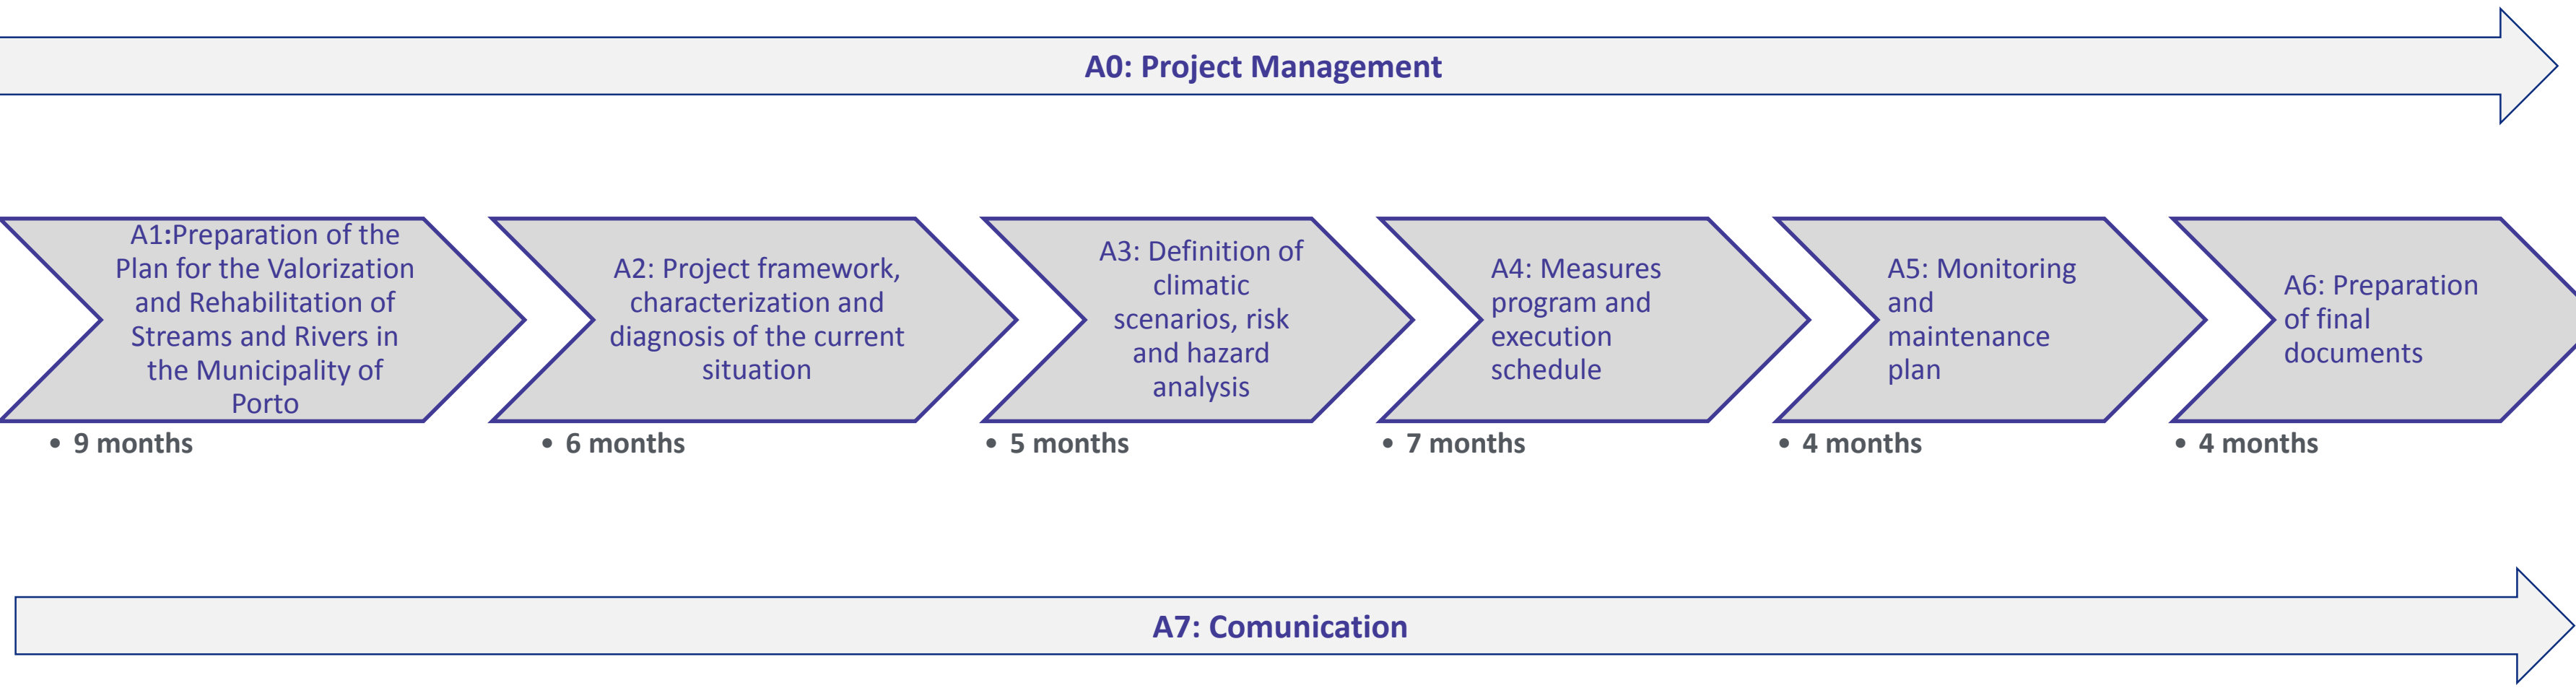 A0: Project Management
A1:Preparation of the
Plan for the Valorization
and Rehabilitation of
Streams and Rivers in
the Municipality of
Porto
• 9 months
A2: Project framework,
characterization and
diagnosis of the current
situation
• 6 months
A3: Definition of
climatic
scenarios, risk
and hazard
analysis
• 5 months
A4: Measures
program and
execution
schedule
• 7 months
A5: Monitoring
and
maintenance
plan
• 4 months
A6: Preparation
of final
documents
• 4 months
A7: Comunication